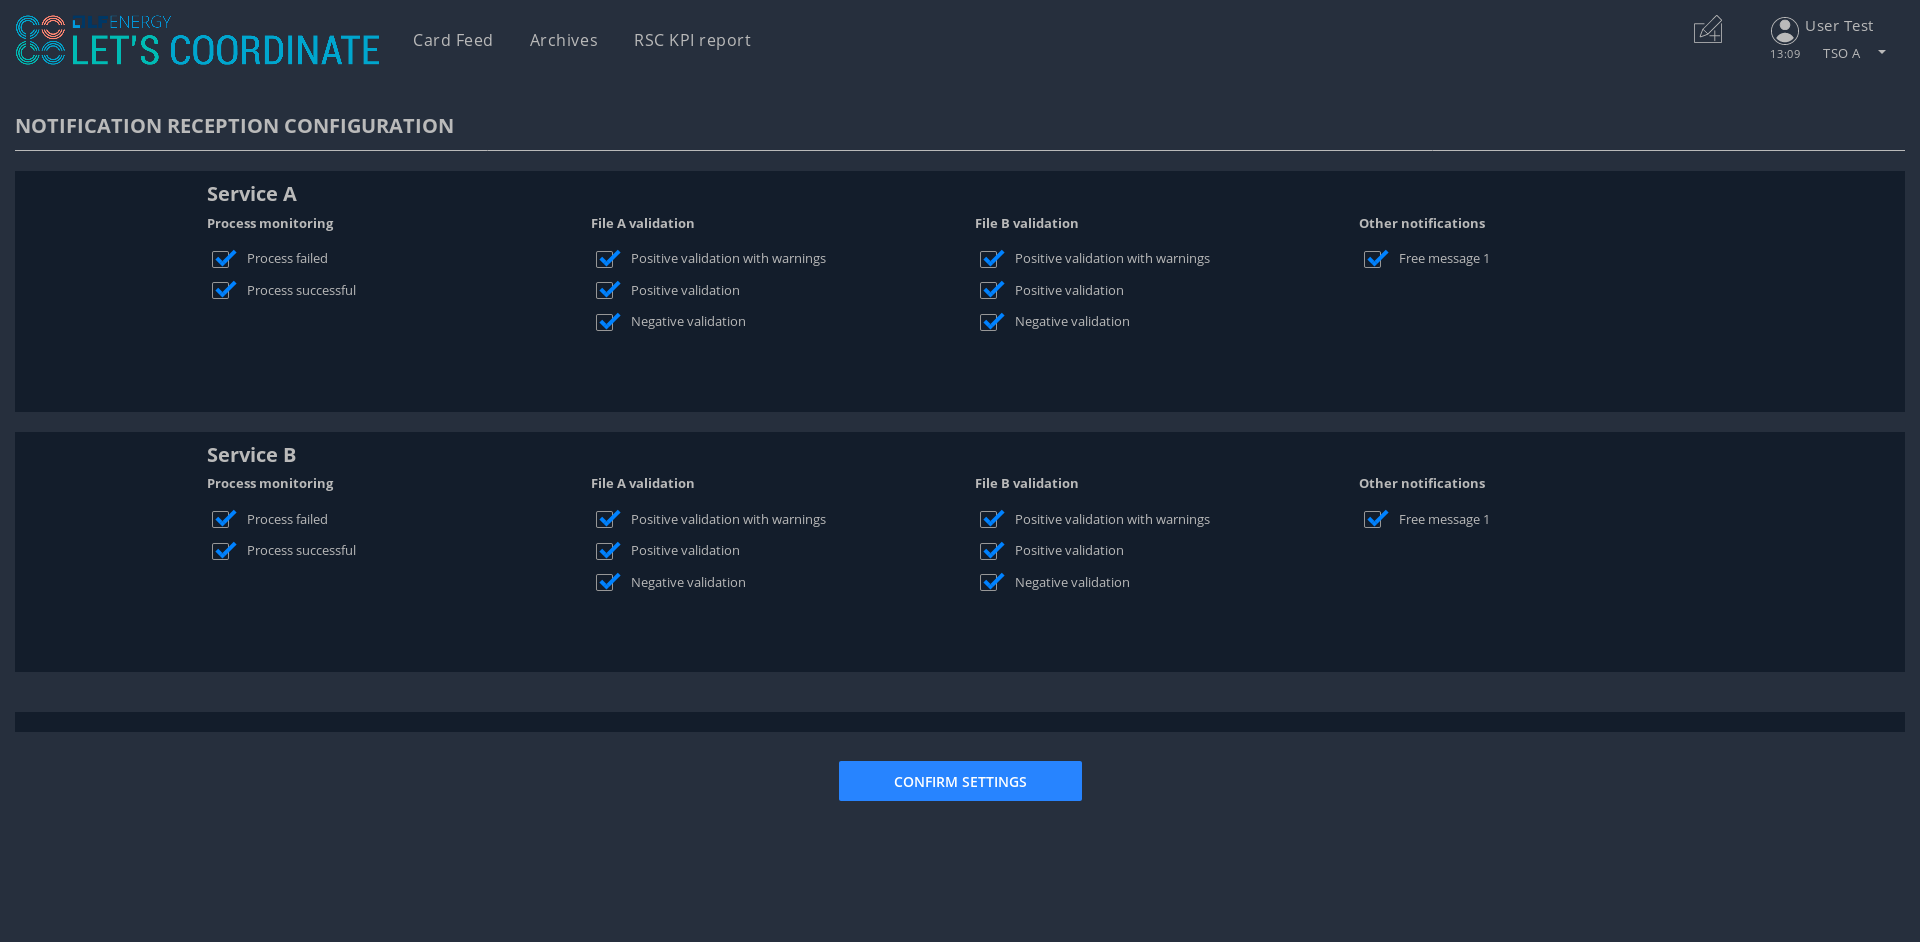 ENERGY
LET'S COORDINATE
Card Feed
Archives
RSC KPI report
User Test
13:09
TSO A
NOTIFICATION RECEPTION CONFIGURATION
Service A
Process monitoring
Process failed
Process successful
File A validation
Positive validation with warnings
Positive validation
Negative validation
File B validation
Positive validation with warnings
Positive validation
Negative validation
Other notifications
Free message 1
Service B
Process monitoring
Process failed
Process successful
File A validation
Positive validation with warnings
Positive validation
Negative validation
File B validation
Positive validation with warnings
Positive validation
Negative validation
Other notifications
Free message 1
CONFIRM SETTINGS